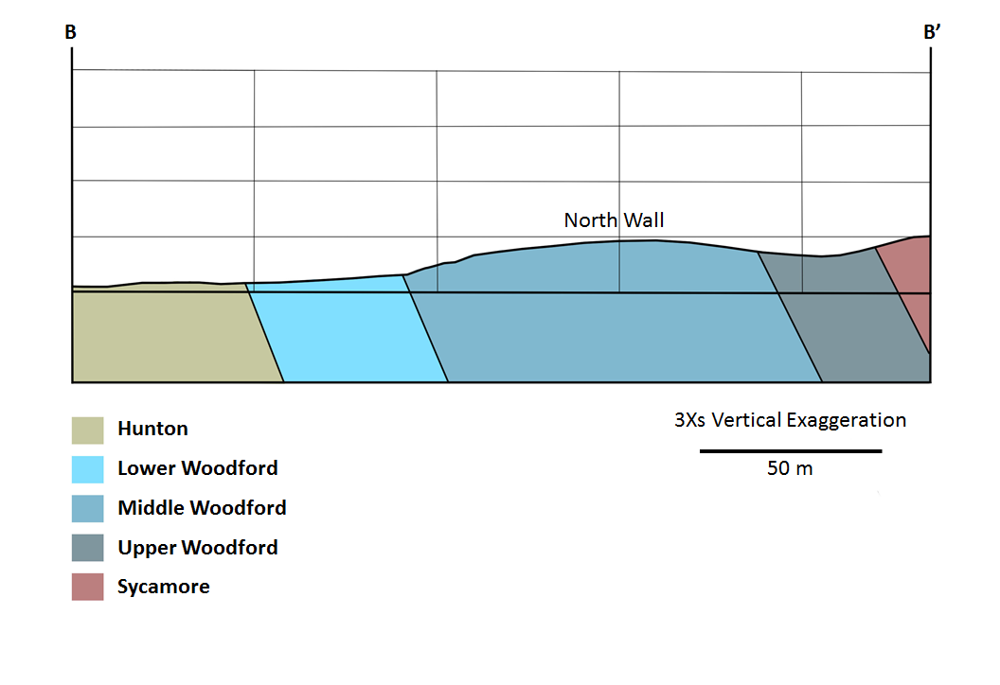 B
B’
North Wall
3Xs Vertical Exaggeration
50 m
Hunton
Lower Woodford
Middle Woodford
Upper Woodford
Sycamore